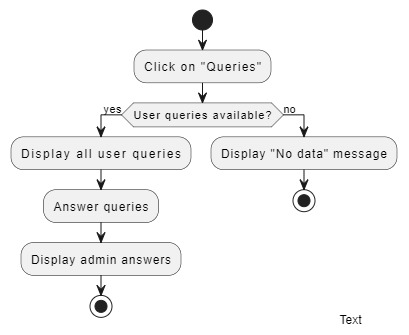 Click on "Queries"
yes
User queries available?
no
Display all user queries
Display "No data" message
Answer queries
Display admin answers
Text